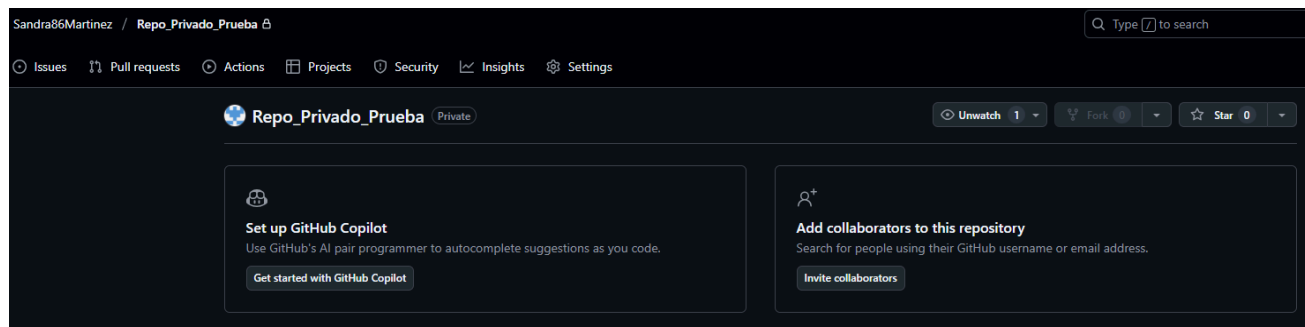 Sandra86Martinez / Repo_Privado_Prueba
Type / to search
Issues Pull requests Actions Projects Security Insights Settings
Repo_Privado_Prueba Private
Unwatch 1 Fork 0 Star 0
Set up GitHub Copilot
Use GitHub's AI pair programmer to autocomplete suggestions as you code.
Get started with GitHub Copilot
Add collaborators to this repository
Search for people using their GitHub username or email address.
Invite collaborators